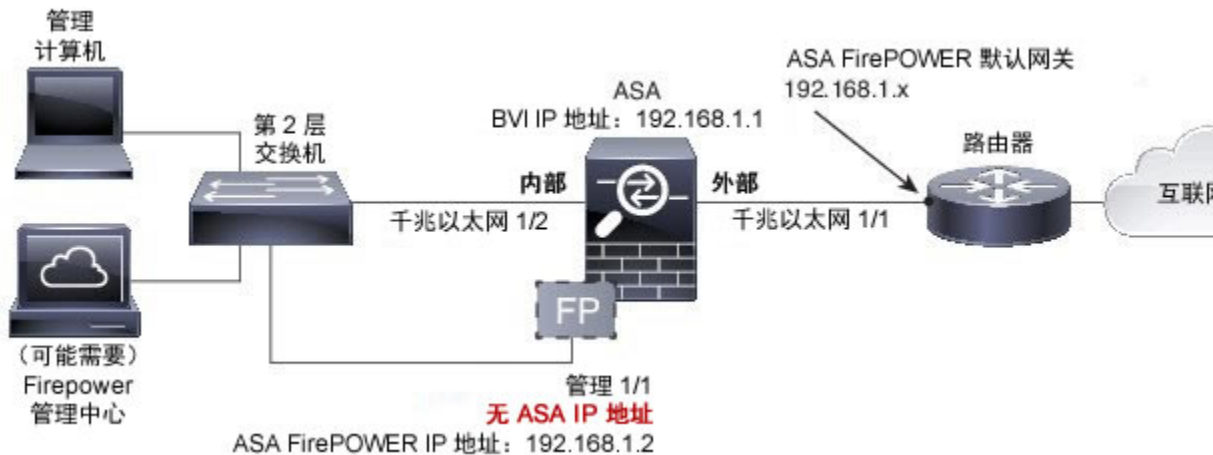 管理
计算机
第 2 层
交换机
ASA
BVI IP 地址：192.168.1.1
内部
外部
千兆以太网 1/2
千兆以太网 1/1
ASA FirePOWER 默认网关
192.168.1.x
路由器
互联网
FP
（可能需要）
Firepower
管理中心
管理 1/1
无 ASA IP 地址
ASA FirePOWER IP 地址：192.168.1.2